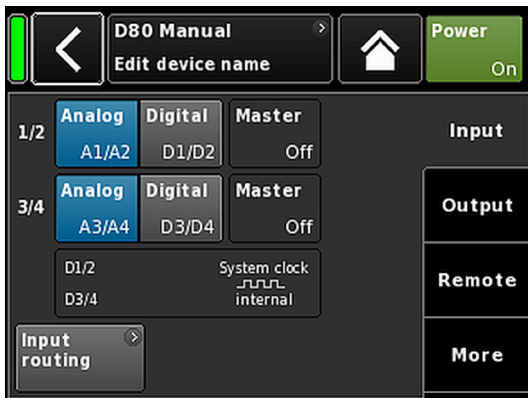 D80 Manual
Edit device name
Power
On
1/2
Analog
A1/A2
Digital
D1/D2
Master
Off
Input
3/4
Analog
A3/A4
Digital
D3/D4
Master
Off
Output
D1/2
System clock
D3/4
internal
Remote
Input
routing
More